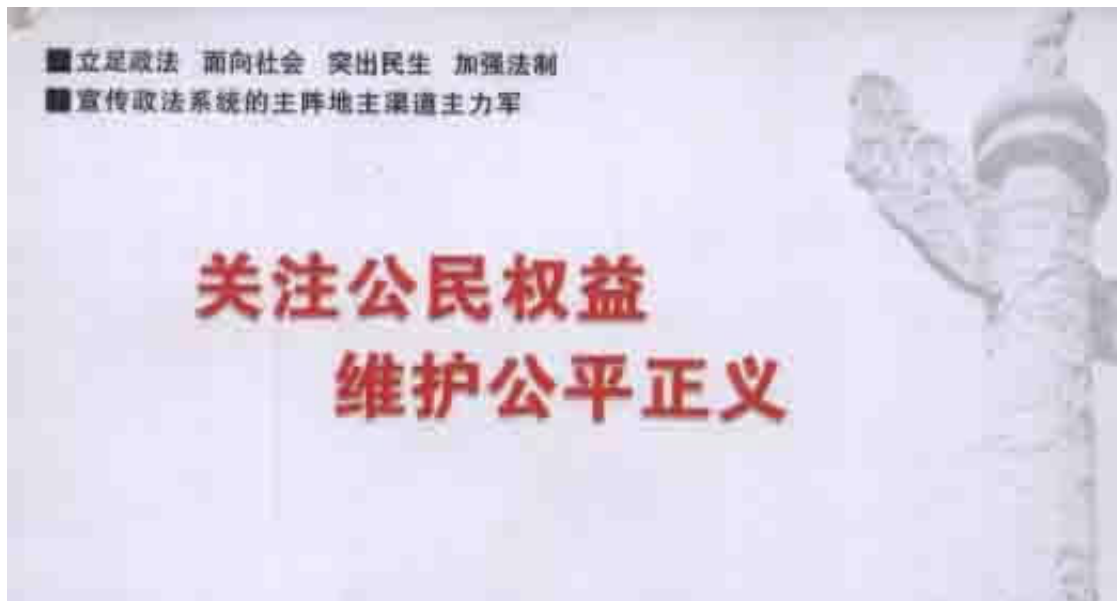 ■立足政法 面向社会 突出民生 加强法制
■宣传政法系统的主阵地主渠道主力军
关注公民权益
维护公平正义